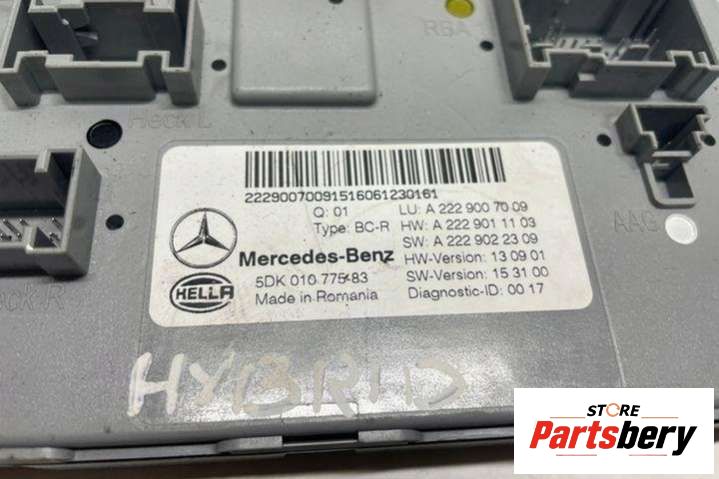 RBA
Heck L
22290070091516061230161
Q: 01 LU: A 222 900 70 09
Type: BC-R HW: A 222 901 11 03
SW: A 222 902 23 09
Mercedes-Benz HW-Version: 13 09 01
5DK 010 775-83 SW-Version: 15 31 00
HELLA Made in Romania Diagnostic-ID: 00 17
AAG
eck R
HYBRID
STORE
Partsbery